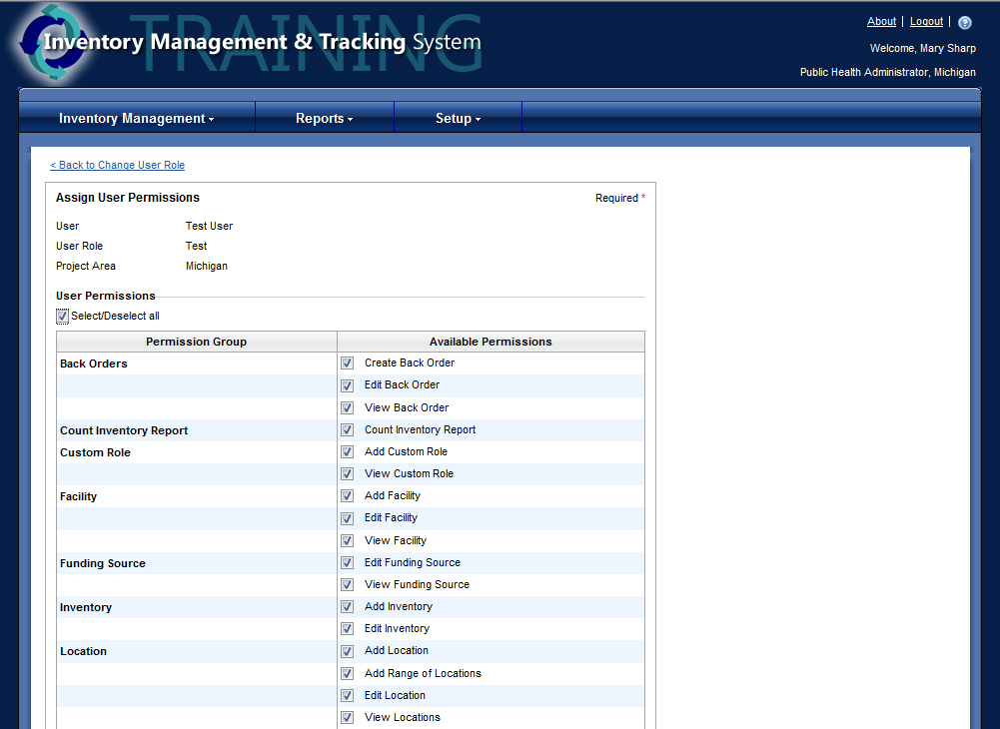 TRAINING
Inventory Management & Tracking System
About | Logout | ?
Welcome, Mary Sharp
Public Health Administrator, Michigan
Inventory Management Reports Setup
< Back to Change User Role
Assign User Permissions Required *
User Test User
User Role Test
Project Area Michigan
User Permissions
Select/Deselect all
Permission Group Available Permissions
Back Orders Create Back Order
Edit Back Order
View Back Order
Count Inventory Report Count Inventory Report
Custom Role Add Custom Role
View Custom Role
Facility Add Facility
Edit Facility
View Facility
Funding Source Edit Funding Source
View Funding Source
Inventory Add Inventory
Edit Inventory
Location Add Location
Add Range of Locations
Edit Location
View Locations